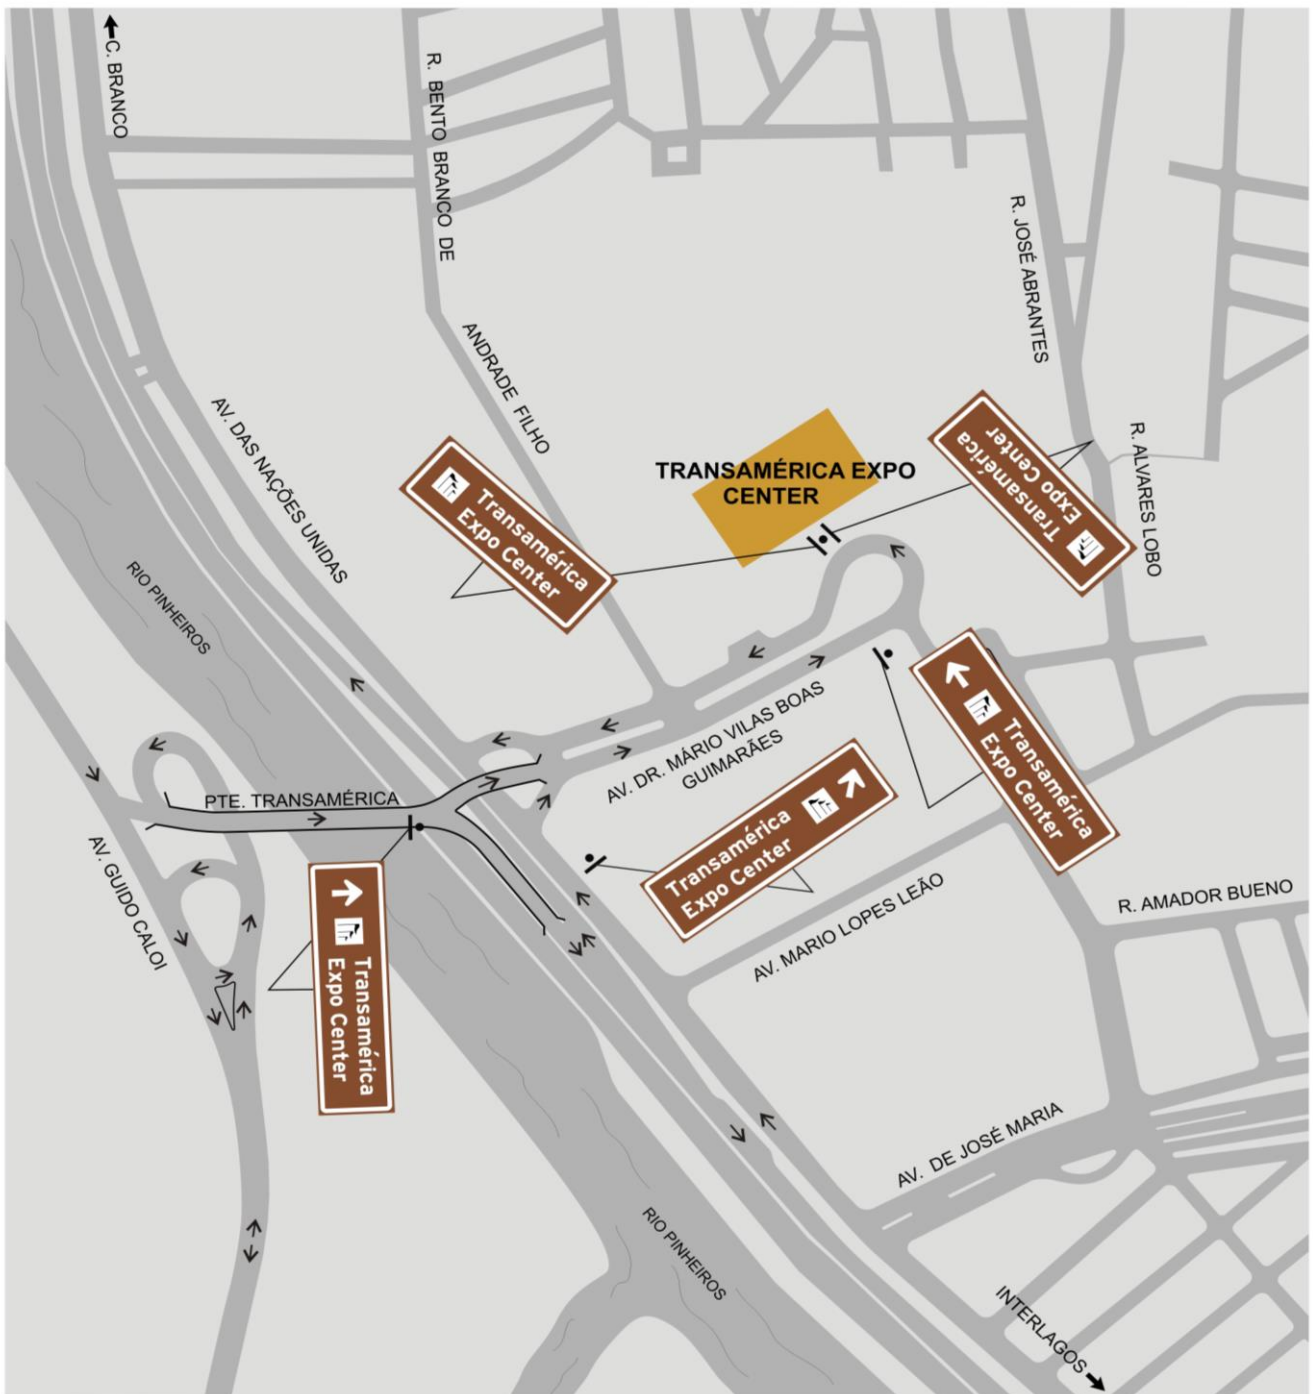 C. BRANCO
R. BENTO BRANCO DE
ANDRADE FILHO
R. JOSÉ ABRANTES
R. ALVARES LOBO
AV. DAS NAÇÕES UNIDAS
TRANSAMÉRICA EXPO
CENTER
Transamérica
Expo Center
Transamérica
Expo Center
RIO PINHEIROS
AV. DR. MÁRIO VILAS BOAS
GUIMARÃES
Transamérica
Expo Center
PTE. TRANSAMÉRICA
Transamérica
Expo Center
AV. GUIDO CALOI
AV. MARIO LOPES LEÃO
R. AMADOR BUENO
Transamérica
Expo Center
AV. DE JOSÉ MARIA
RIO PINHEIROS
INTERLAGOS